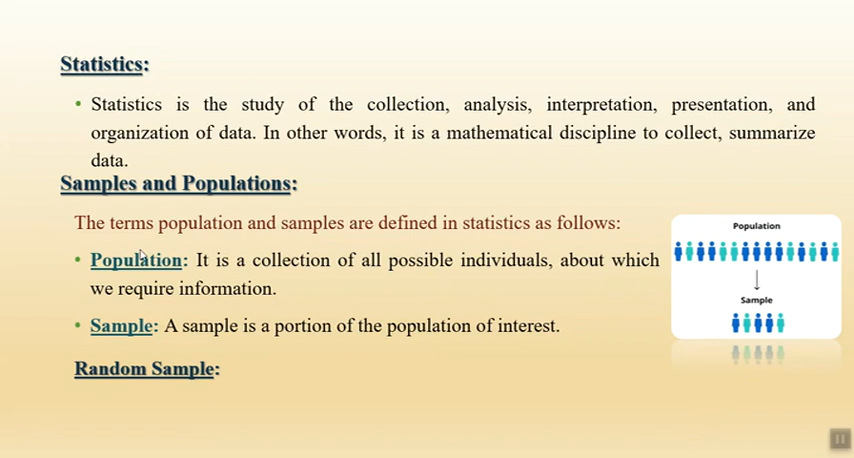 Statistics:
• Statistics is the study of the collection, analysis, interpretation, presentation, and
organization of data. In other words, it is a mathematical discipline to collect, summarize
data.
Samples and Populations:
The terms population and samples are defined in statistics as follows:
• Population: It is a collection of all possible individuals, about which
we require information.
• Sample: A sample is a portion of the population of interest.
Population
Sample
Random Sample: